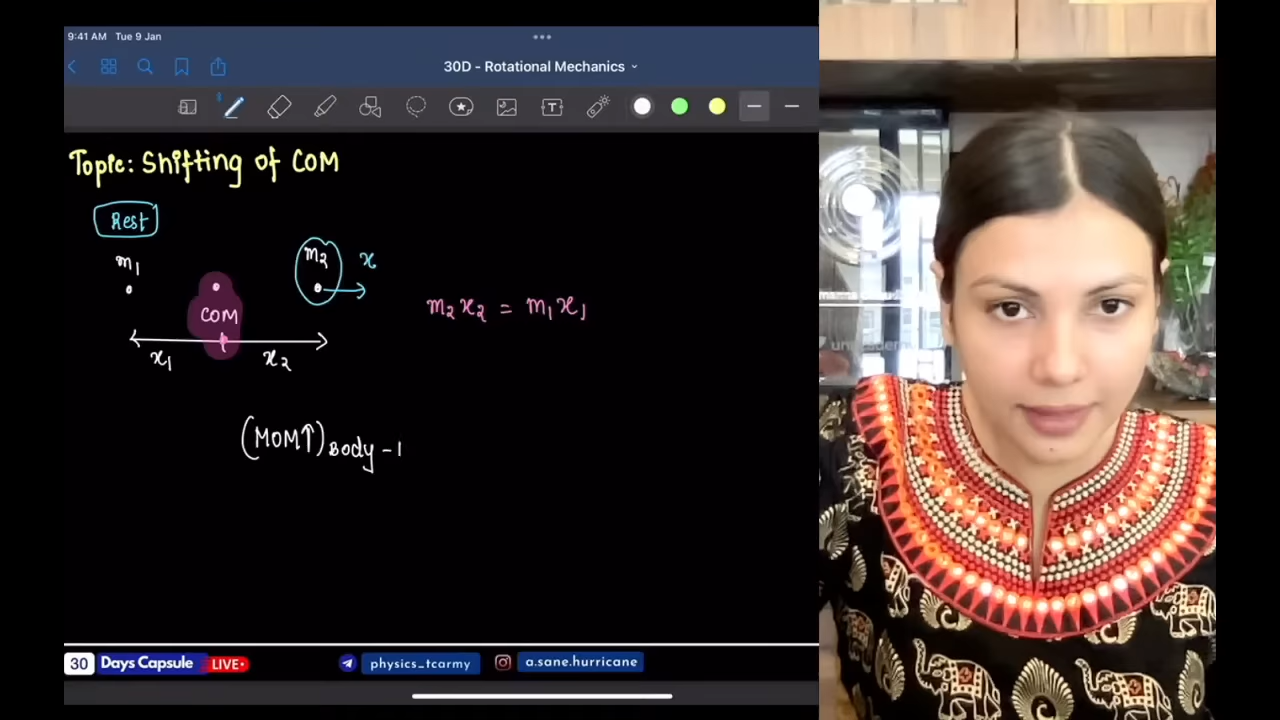 9:41 AM Tue 9 Jan
30D - Rotational Mechanics
Topic: Shifting of COM
Rest
m₁
m₂
x
COM
m₂x₂ = m₁x₁
x₁
x₂
(MOM↑)Body-1
30 Days Capsule LIVE
physics_tcarmy
a.sane.hurricane